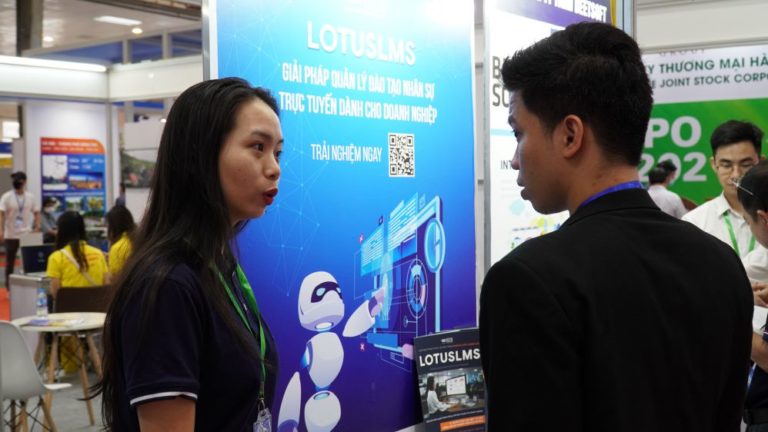 LOTUSLMS
GIẢI PHÁP QUẢN LÝ ĐÀO TẠO NHÂN SỰ
TRỰC TUYẾN DÀNH CHO DOANH NGHIỆP
TRẢI NGHIỆM NGAY
LOTUSLMS
Y THƯƠNG MẠI HÀ
JOINT STOCK CORPO
PO
202